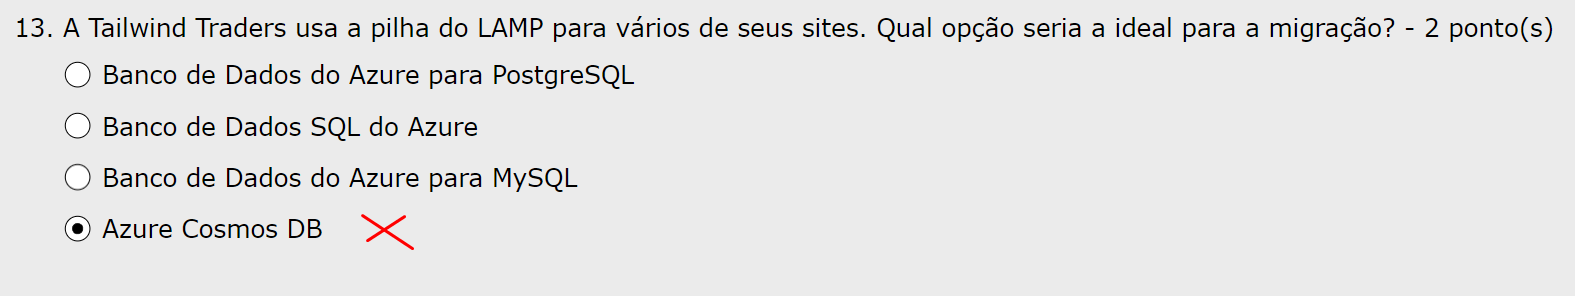 13. A Tailwind Traders usa a pilha do LAMP para vários de seus sites. Qual opção seria a ideal para a migração? - 2 ponto(s)
Banco de Dados do Azure para PostgreSQL
Banco de Dados SQL do Azure
Banco de Dados do Azure para MySQL
Azure Cosmos DB